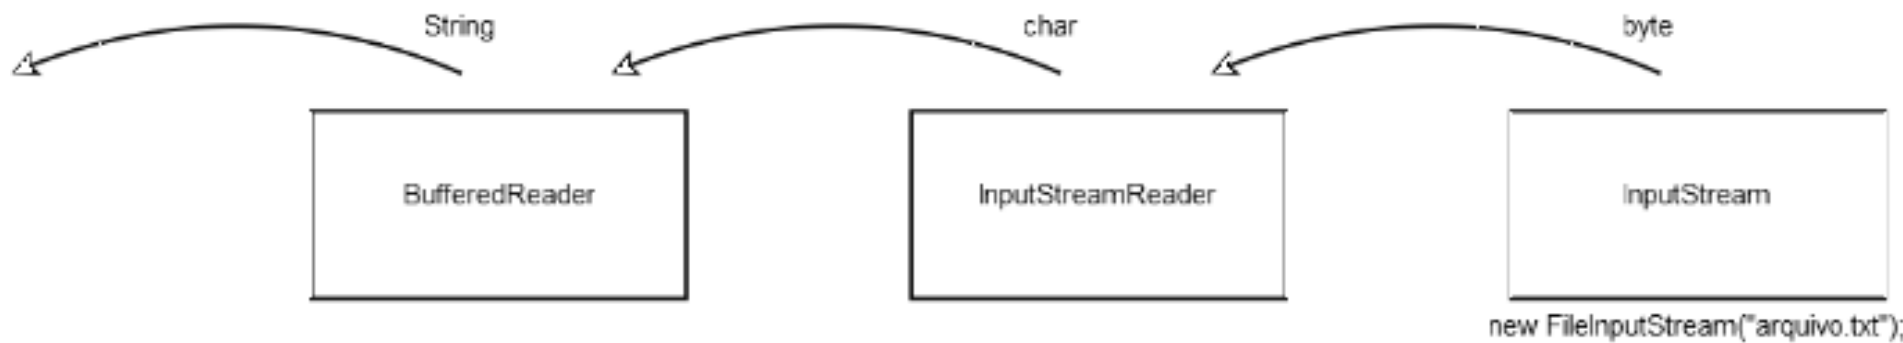 String
char
byte
BufferedReader
InputStreamReader
InputStream
new FileInputStream("arquivo.txt");